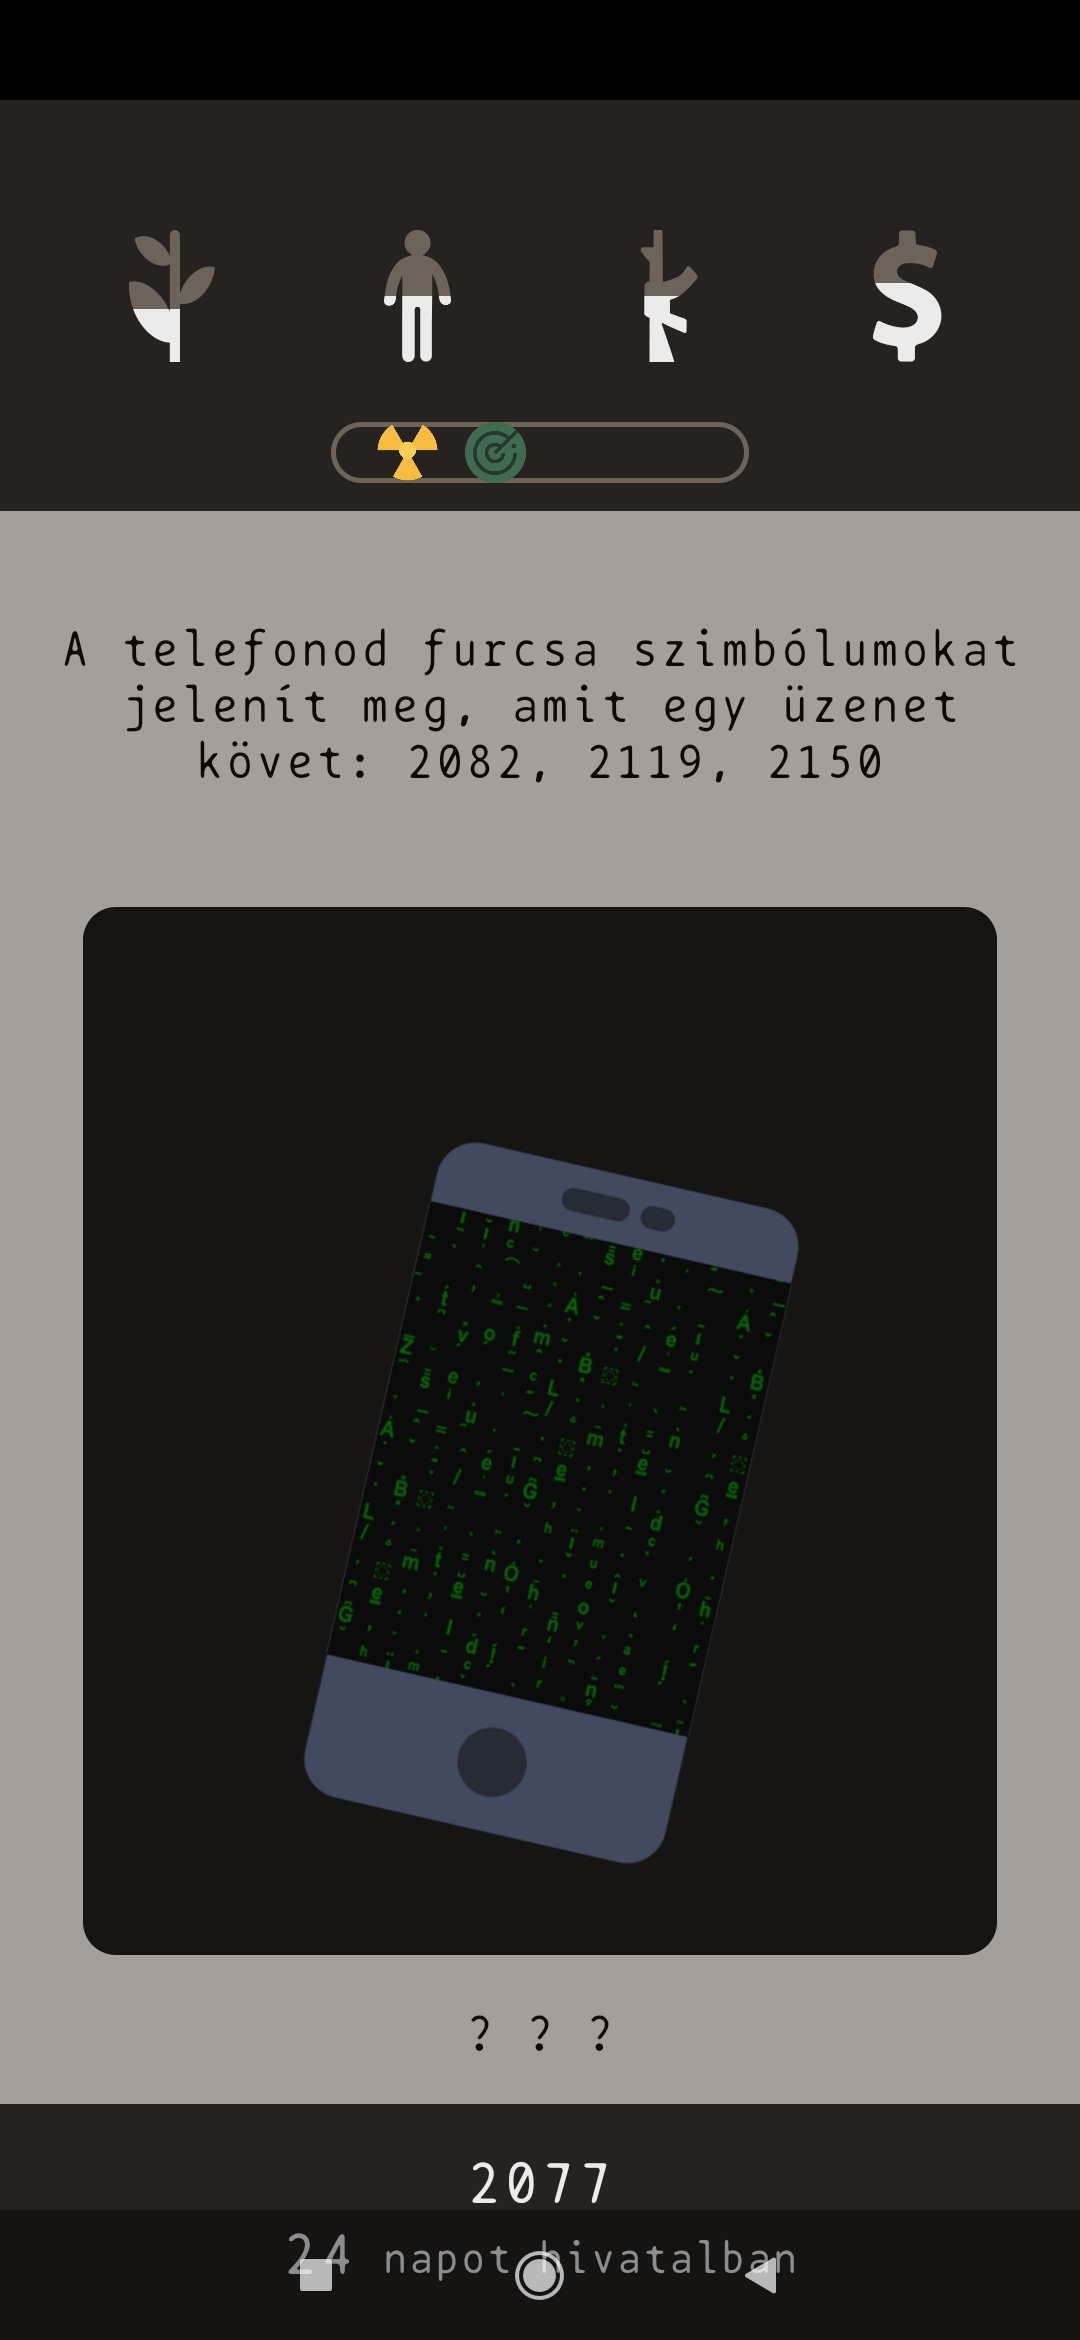 A telefonod furcsa szimbólumokat
jelenít meg, amit egy üzenet
követ: 2082, 2119, 2150
? ? ?
2077
24 napot hivatalban